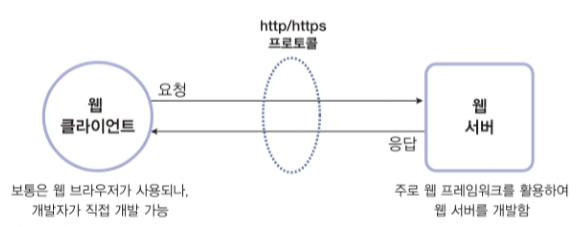 http/https
프로토콜
요청
웹
클라이언트
웹
서버
응답
보통은 웹 브라우저가 사용되나,
개발자가 직접 개발 가능
주로 웹 프레임워크를 활용하여
웹 서버를 개발함